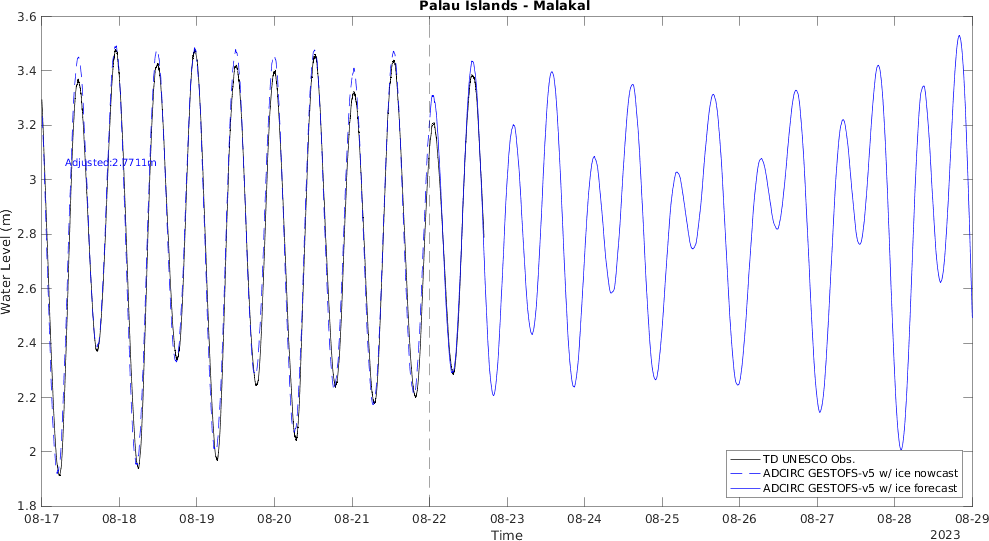 Palau Islands - Malakal
Water Level (m)
3.6
3.4
3.2
3
2.8
2.6
2.4
2.2
2
1.8
Adjusted:2.7711m
TD UNESCO Obs.
ADCIRC GESTOFS-v5 w/ ice nowcast
ADCIRC GESTOFS-v5 w/ ice forecast
08-17 08-18 08-19 08-20 08-21 08-22 08-23 08-24 08-25 08-26 08-27 08-28 08-29
Time
2023